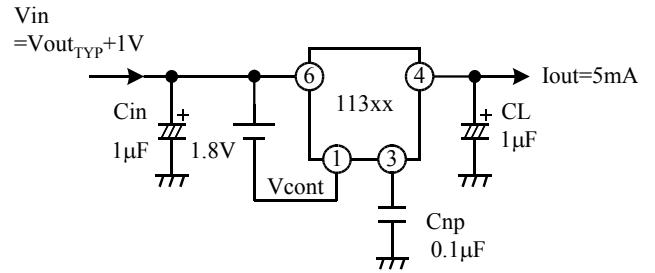 Vin
=VoutTYP+1V
6
4
Iout=5mA
113xx
Cin
+
1μF
1.8V
+
CL
1μF
1
3
Vcont
Cnp
0.1μF